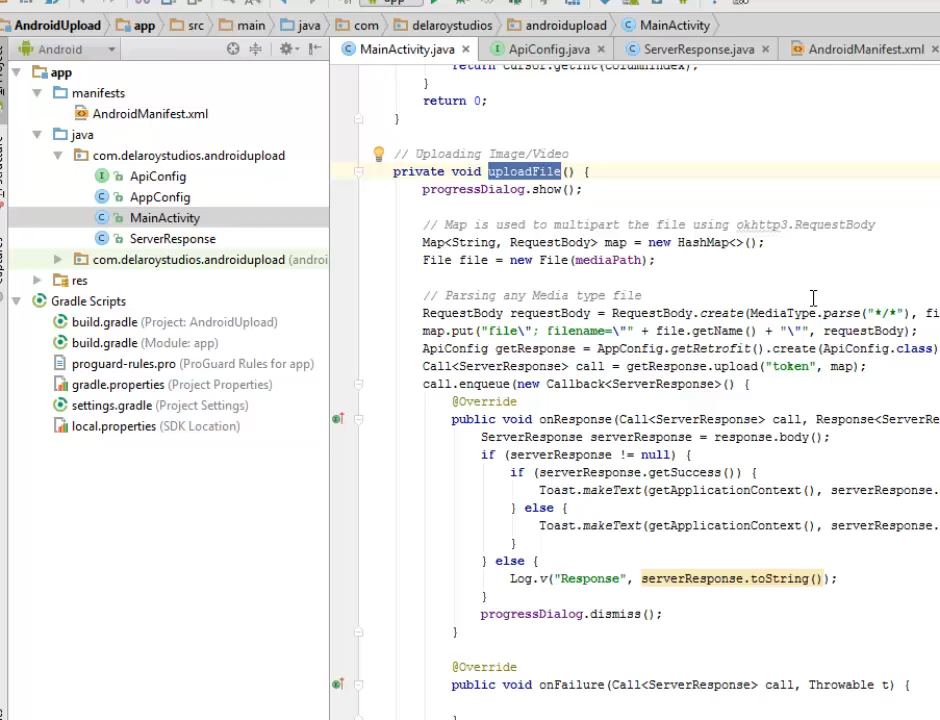 app
AndroidUpload app src main java com delaroystudios androidupload MainActivity
Android
MainActivity.java ApiConfig.java ServerResponse.java AndroidManifest.xml
app
manifests
AndroidManifest.xml
java
com.delaroystudios.androidupload
ApiConfig
AppConfig
MainActivity
ServerResponse
com.delaroystudios.androidupload (androi
res
Gradle Scripts
build.gradle (Project: AndroidUpload)
build.gradle (Module: app)
proguard-rules.pro (ProGuard Rules for app)
gradle.properties (Project Properties)
settings.gradle (Project Settings)
local.properties (SDK Location)
return cursor.getInt(columnIndex);
}
return 0;
}
// Uploading Image/Video
private void uploadFile() {
progressDialog.show();
// Map is used to multipart the file using okhttp3.RequestBody
Map<String, RequestBody> map = new HashMap<>();
File file = new File(mediaPath);
// Parsing any Media type file
RequestBody requestBody = RequestBody.create(MediaType.parse("*/*"), fi
map.put("file\"; filename=\"" + file.getName() + "\"", requestBody);
ApiConfig getResponse = AppConfig.getRetrofit().create(ApiConfig.class)
Call<ServerResponse> call = getResponse.upload("token", map);
call.enqueue(new Callback<ServerResponse>() {
@Override
public void onResponse(Call<ServerResponse> call, Response<ServerRe
ServerResponse serverResponse = response.body();
if (serverResponse != null) {
if (serverResponse.getSuccess()) {
Toast.makeText(getApplicationContext(), serverResponse.
} else {
Toast.makeText(getApplicationContext(), serverResponse.
}
} else {
Log.v("Response", serverResponse.toString());
}
progressDialog.dismiss();
}
@Override
public void onFailure(Call<ServerResponse> call, Throwable t) {
}